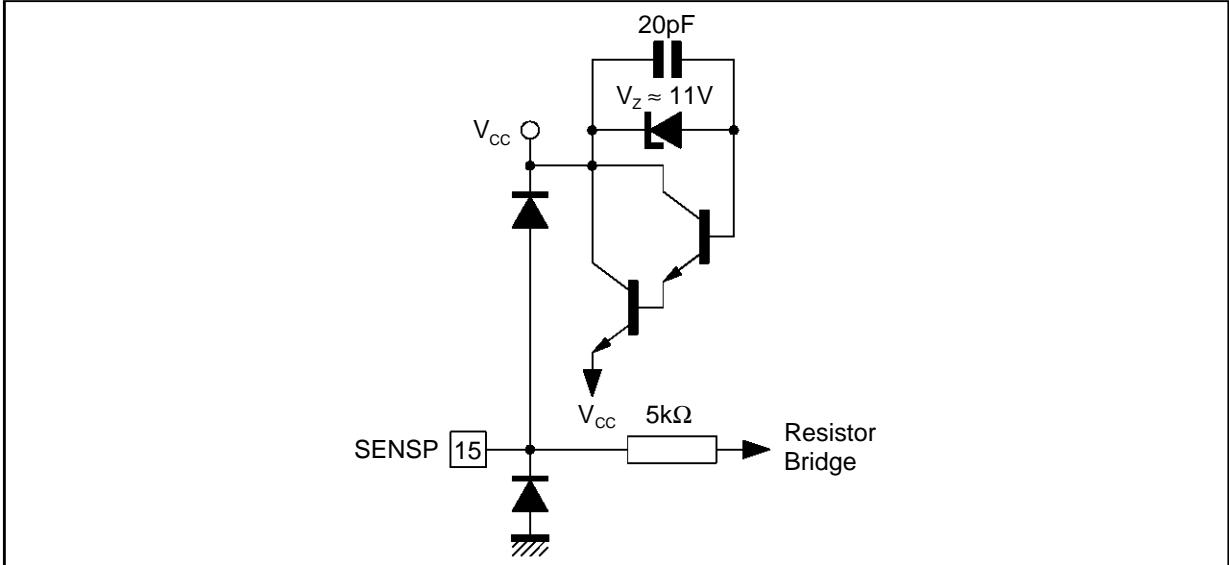 20pF
V_Z ≈ 11V
V_CC
V_CC
5kΩ
SENSP 15
Resistor
Bridge